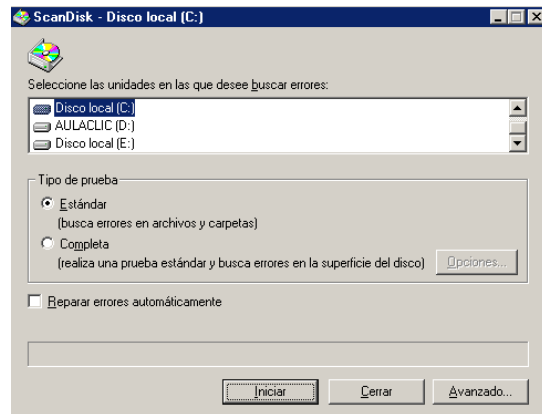 ScanDisk - Disco local (C:)
Seleccione las unidades en las que desee buscar errores:
Disco local (C:)
AULACLIC (D:)
Disco local (E:)
Tipo de prueba
Estándar
(busca errores en archivos y carpetas)
Completa
(realiza una prueba estándar y busca errores en la superficie del disco)
Opciones...
Reparar errores automáticamente
Iniciar
Cerrar
Avanzado...